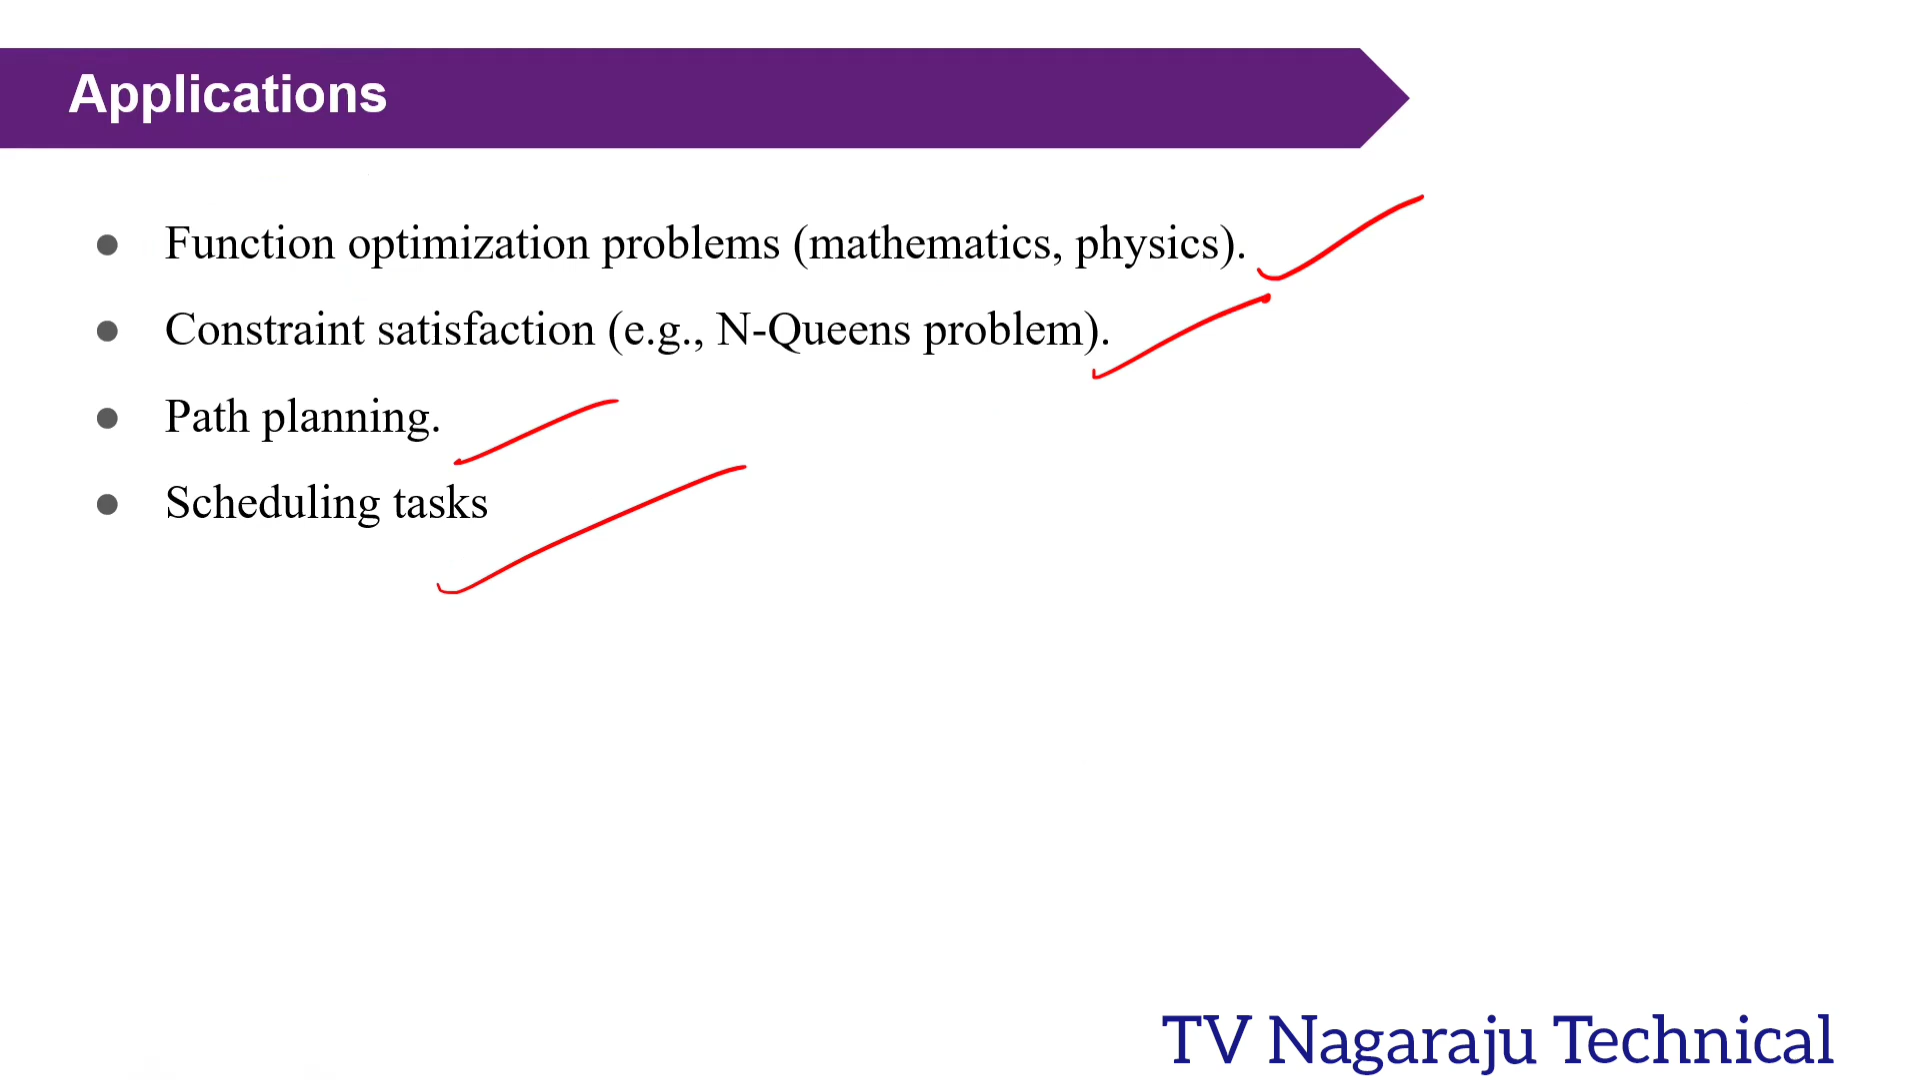 Applications
● Function optimization problems (mathematics, physics).
● Constraint satisfaction (e.g., N-Queens problem).
● Path planning.
● Scheduling tasks
TV Nagaraju Technical